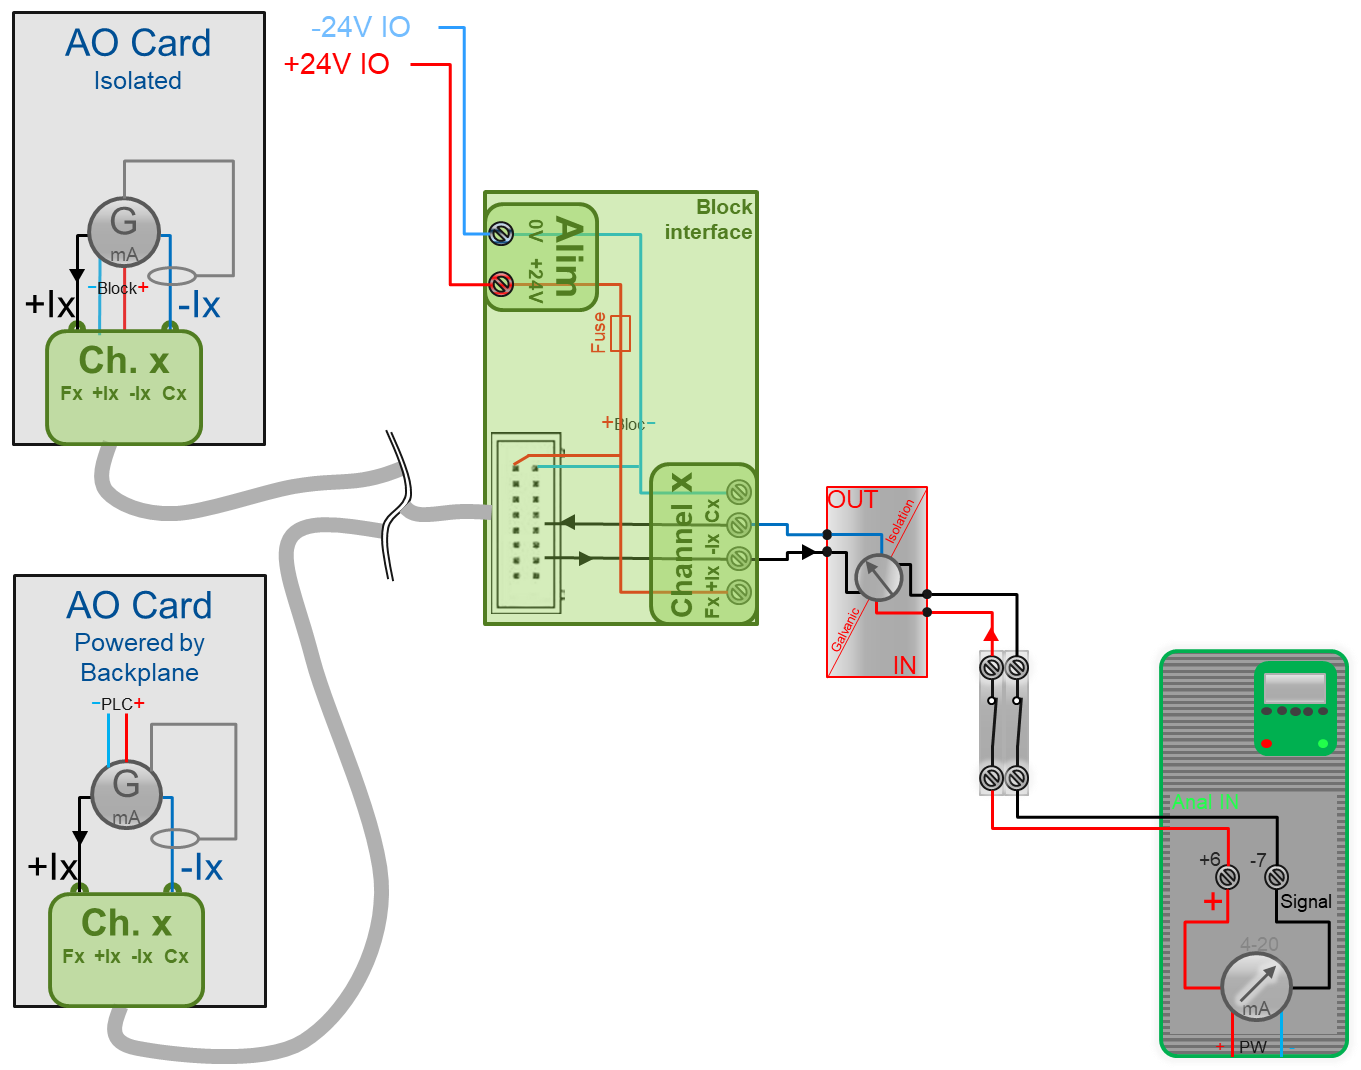 AO Card
Isolated
G
mA
-Block+
+Ix
-Ix
Ch. x
Fx +Ix -Ix Cx
-24V IO
+24V IO
Block
interface
Alim
0V
+24V
Fuse
+Bloc-
Channel x
Fx +Ix -Ix Cx
OUT
Isolation
Galvanic
IN
AO Card
Powered by
Backplane
-PLC+
G
mA
+Ix
-Ix
Ch. x
Fx +Ix -Ix Cx
Anal IN
+6
-7
+
Signal
4-20
mA
+ PW -